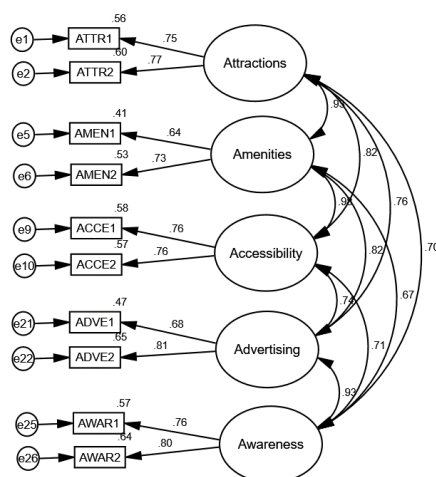 .56
e1 ATTR1 .75
.60
e2 ATTR2 .77
Attractions
.93
.41
e5 AMEN1 .64
.53
e6 AMEN2 .73
Amenities
.82
.76
.70
.58
e9 ACCE1 .76
.57
e10 ACCE2 .76
Accessibility
.82
.67
.47
e21 ADVE1 .68
.65
e22 ADVE2 .81
Advertising
.74
.71
.93
.57
e25 AWAR1 .76
.64
e26 AWAR2 .80
Awareness